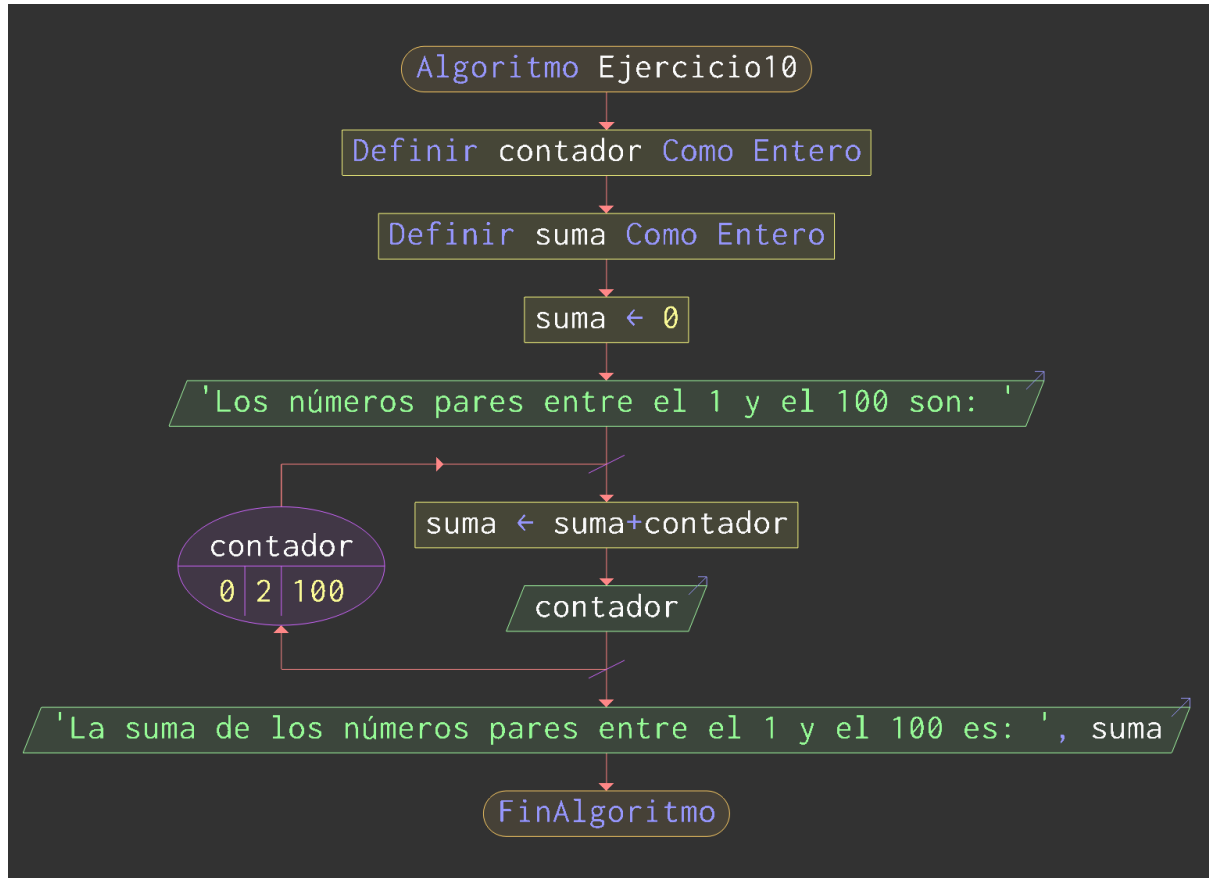 Algoritmo Ejercicio10
Definir contador Como Entero
Definir suma Como Entero
suma ← 0
'Los números pares entre el 1 y el 100 son: '
suma ← suma+contador
contador
0 2 100
contador
'La suma de los números pares entre el 1 y el 100 es: ', suma
FinAlgoritmo